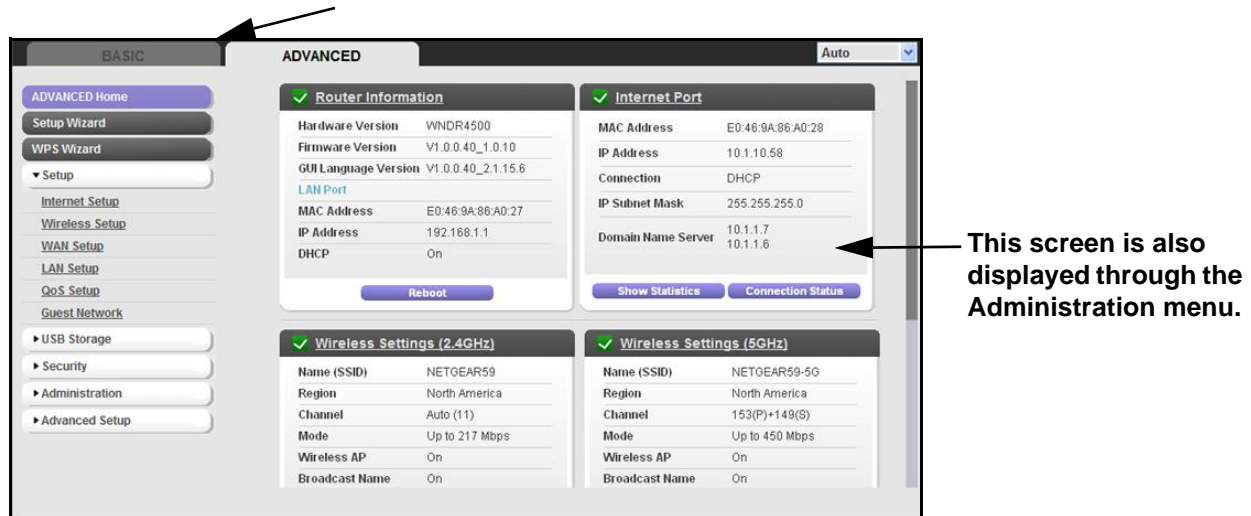 BASIC
ADVANCED
Auto
ADVANCED Home
Setup Wizard
WPS Wizard
Setup
Internet Setup
Wireless Setup
WAN Setup
LAN Setup
QoS Setup
Guest Network
USB Storage
Security
Administration
Advanced Setup
Router Information
Hardware Version WNDR4500
Firmware Version V1.0.0.40_1.0.10
GUI Language Version V1.0.0.40_2.1.15.6
LAN Port
MAC Address E0:46:9A:86:A0:27
IP Address 192.168.1.1
DHCP On
Reboot
Internet Port
MAC Address E0:46:9A:86:A0:28
IP Address 10.1.10.58
Connection DHCP
IP Subnet Mask 255.255.255.0
Domain Name Server 10.1.1.7
10.1.1.6
Show Statistics Connection Status
Wireless Settings (2.4GHz)
Name (SSID) NETGEAR59
Region North America
Channel Auto (11)
Mode Up to 217 Mbps
Wireless AP On
Broadcast Name On
Wireless Settings (5GHz)
Name (SSID) NETGEAR59-5G
Region North America
Channel 153(P)+149(S)
Mode Up to 450 Mbps
Wireless AP On
Broadcast Name On
This screen is also
displayed through the
Administration menu.